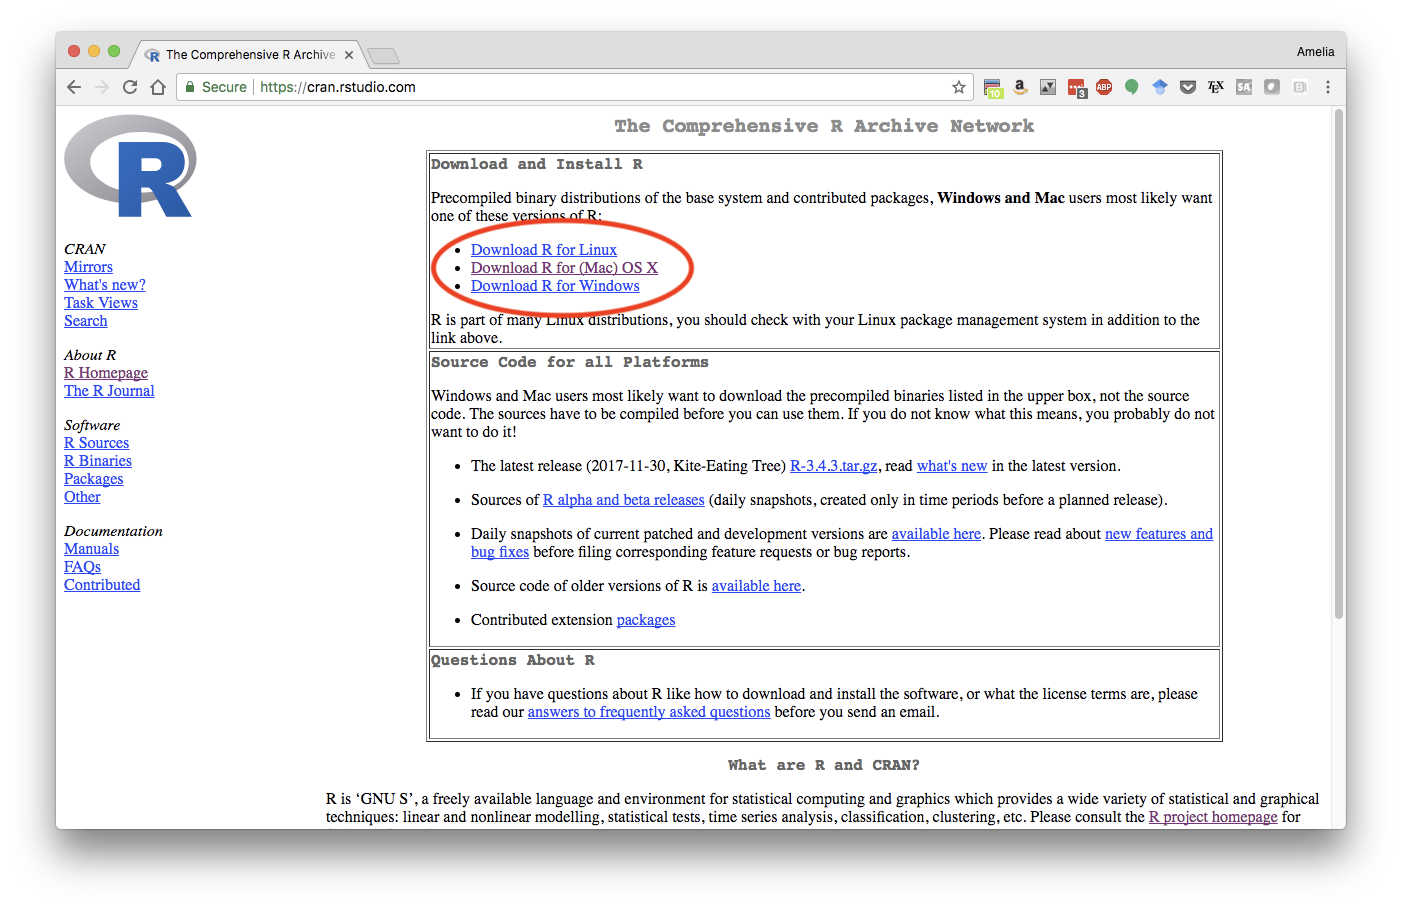 The Comprehensive R Archive
Amelia
Secure
https://cran.rstudio.com
10
a
3
ABP
TEX
SA
B
R
The Comprehensive R Archive Network
CRAN
Mirrors
What's new?
Task Views
Search
About R
R Homepage
The R Journal
Software
R Sources
R Binaries
Packages
Other
Documentation
Manuals
FAQs
Contributed
Download and Install R
Precompiled binary distributions of the base system and contributed packages, Windows and Mac users most likely want
one of these versions of R:
Download R for Linux
Download R for (Mac) OS X
Download R for Windows
R is part of many Linux distributions, you should check with your Linux package management system in addition to the
link above.
Source Code for all Platforms
Windows and Mac users most likely want to download the precompiled binaries listed in the upper box, not the source
code. The sources have to be compiled before you can use them. If you do not know what this means, you probably do not
want to do it!
The latest release (2017-11-30, Kite-Eating Tree) R-3.4.3.tar.gz, read what's new in the latest version.
Sources of R alpha and beta releases (daily snapshots, created only in time periods before a planned release).
Daily snapshots of current patched and development versions are available here. Please read about new features and
bug fixes before filing corresponding feature requests or bug reports.
Source code of older versions of R is available here.
Contributed extension packages
Questions About R
If you have questions about R like how to download and install the software, or what the license terms are, please
read our answers to frequently asked questions before you send an email.
What are R and CRAN?
R is ‘GNU S’, a freely available language and environment for statistical computing and graphics which provides a wide variety of statistical and graphical
techniques: linear and nonlinear modelling, statistical tests, time series analysis, classification, clustering, etc. Please consult the R project homepage for